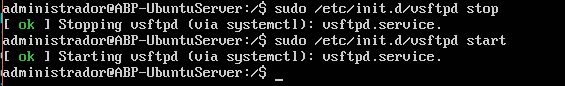 administrador@ABP-UbuntuServer:/$ sudo /etc/init.d/vsftpd stop
[ ok ] Stopping vsftpd (via systemctl): vsftpd.service.
administrador@ABP-UbuntuServer:/$ sudo /etc/init.d/vsftpd start
[ ok ] Starting vsftpd (via systemctl): vsftpd.service.
administrador@ABP-UbuntuServer:/$ _